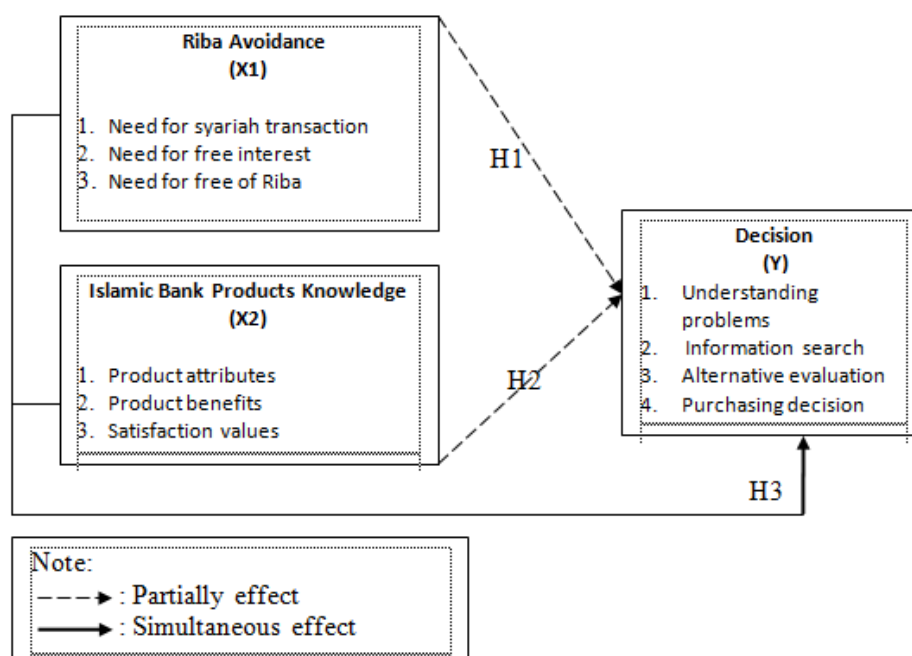 Riba Avoidance
(X1)
1. Need for syariah transaction
2. Need for free interest
3. Need for free of Riba
H1
Islamic Bank Products Knowledge
(X2)
1. Product attributes
2. Product benefits
3. Satisfaction values
H2
Decision
(Y)
1. Understanding
problems
2. Information search
3. Alternative evaluation
4. Purchasing decision
H3
Note:
: Partially effect
: Simultaneous effect